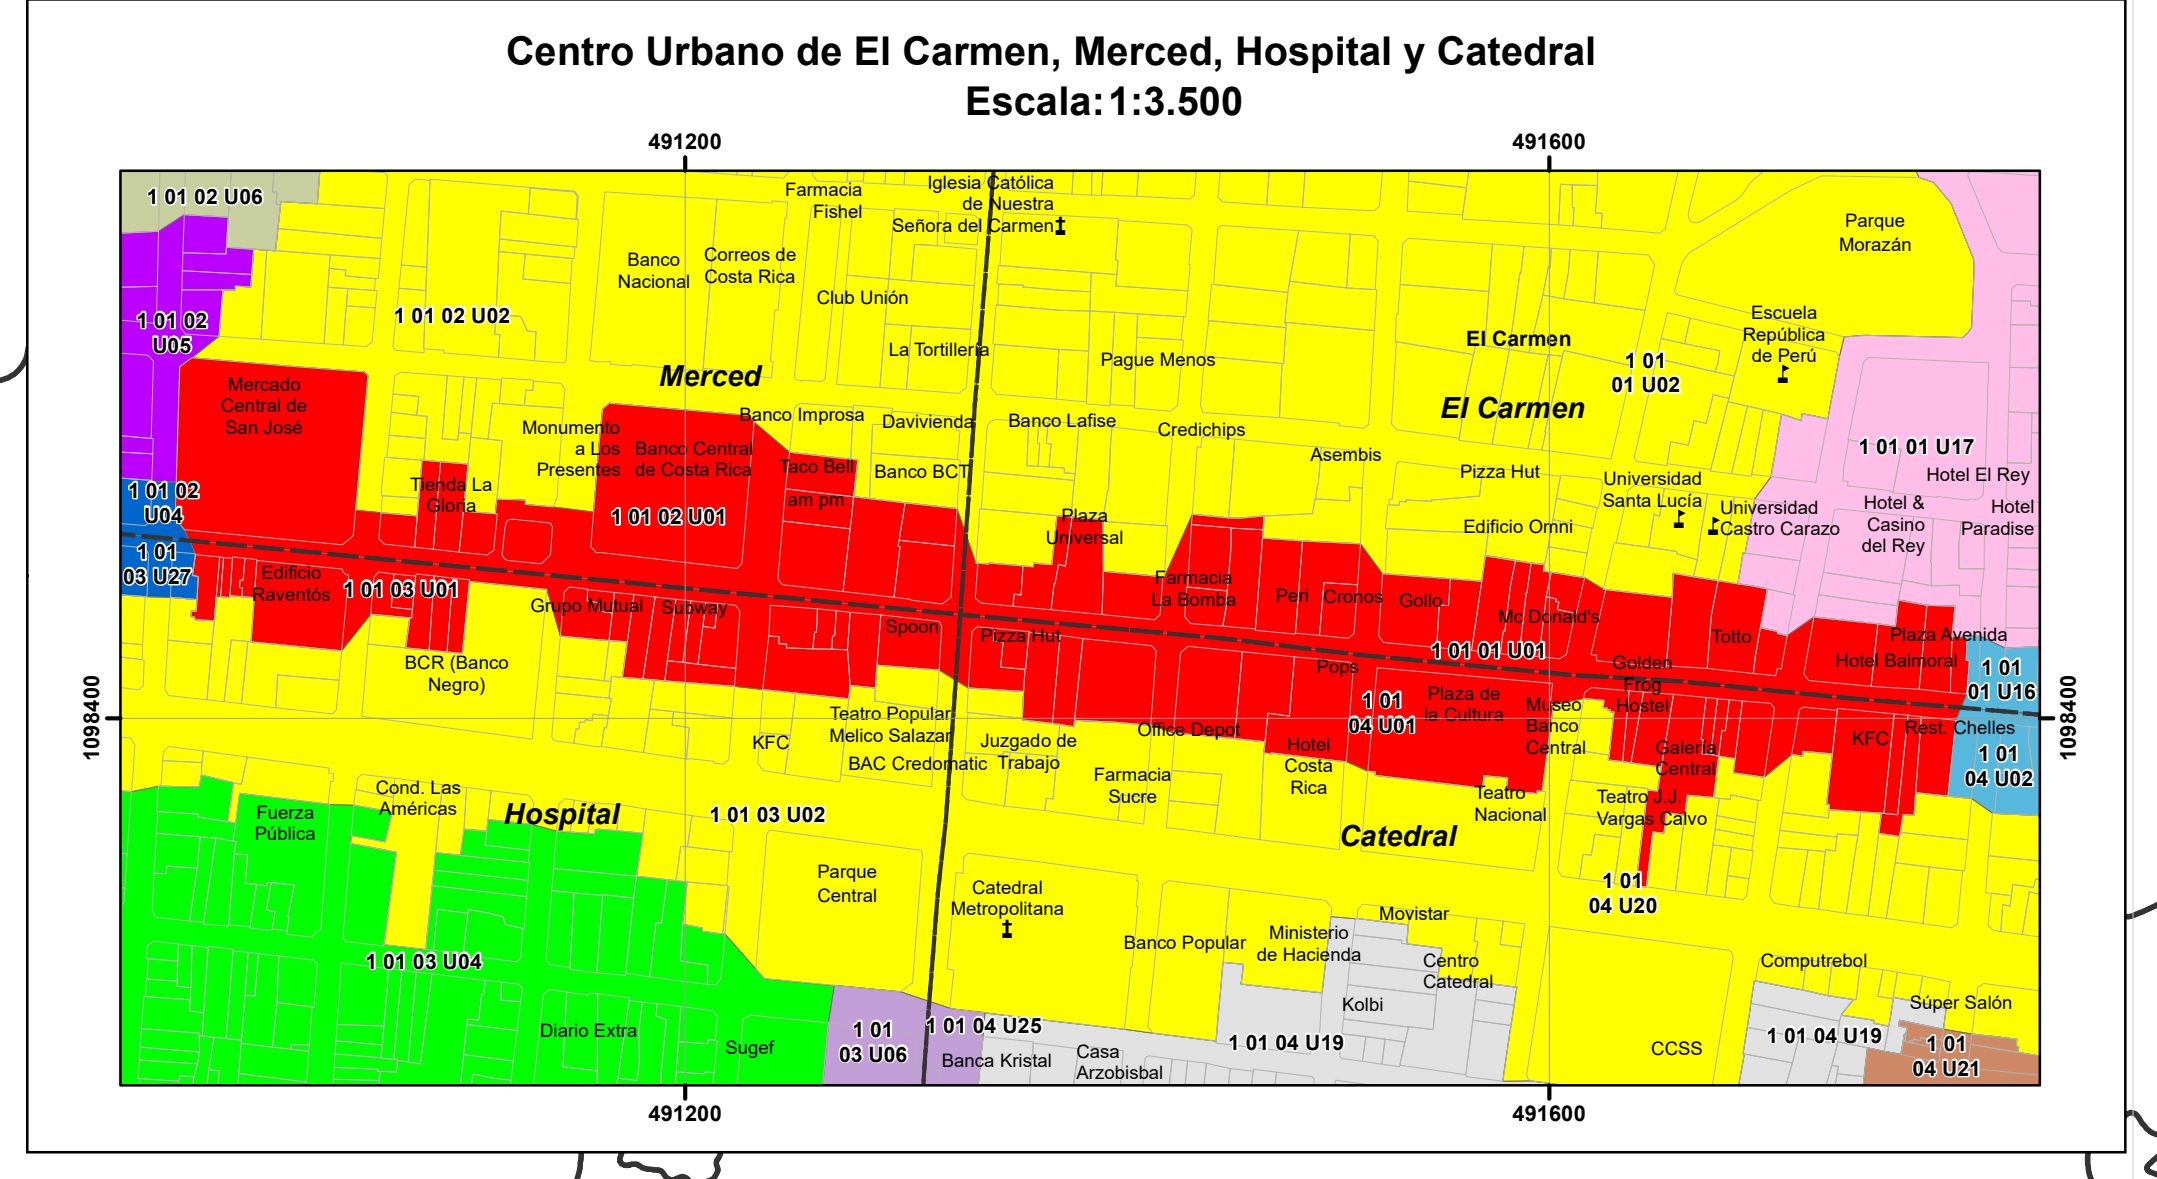 Centro Urbano de El Carmen, Merced, Hospital y Catedral
Escala: 1:3.500
491200
491600
1 01 02 U06
Farmacia
Fishel
Iglesia Católica
de Nuestra
Señora del Carmen
Parque
Morazán
Banco
Nacional
Correos de
Costa Rica
Club Unión
1 01 02
U05
1 01 02 U02
La Tortilleria
Pague Menos
El Carmen
Escuela
República
de Perú
1 01
01 U02
Merced
El Carmen
Mercado
Central de
San José
Monumento
a Los
Presentes
Banco Improsa
Davivienda
Banco Lafise
Credichips
Banco Central
de Costa Rica
Taco Bell
am pm
Banco BCT
Asembis
Pizza Hut
1 01 01 U17
Hotel El Rey
Tienda La
Gloria
1 01 02
U04
1 01 02 U01
Plaza
Universal
Edificio Omni
Universidad
Santa Lucía
Universidad
Castro Carazo
Hotel &
Casino
del Rey
Hotel
Paradise
1 01
03 U27
Edificio
Raventós
1 01 03 U01
Grupo Mutual
Subway
Spoon
Pizza Hut
Farmacia
La Bomba
Peri
Cronos
Gollo
Mc Donald's
1 01 01 U01
Totto
Plaza Avenida
Hotel Balmoral
1 01
01 U16
BCR (Banco
Negro)
Pops
Golden
Frog
Hostel
1098400
1098400
Teatro Popular
Melico Salazar
KFC
BAC Credomatic
Juzgado de
Trabajo
Office Depot
1 01
04 U01
Plaza de
la Cultura
Museo
Banco
Central
Galería
Central
KFC
Rest. Chelles
1 01
04 U02
Hotel
Costa
Rica
Farmacia
Sucre
Teatro
Nacional
Teatro J.J.
Vargas Calvo
Cond. Las
Américas
Fuerza
Pública
Hospital
1 01 03 U02
Catedral
Parque
Central
Catedral
Metropolitana
1 01
04 U20
Movistar
Banco Popular
Ministerio
de Hacienda
Centro
Catedral
Computrebol
1 01 03 U04
Kolbi
Súper Salón
Diario Extra
Sugef
1 01
03 U06
1 01 04 U25
Banca Kristal
Casa
Arzobisbal
1 01 04 U19
CCSS
1 01 04 U19
1 01
04 U21
491200
491600